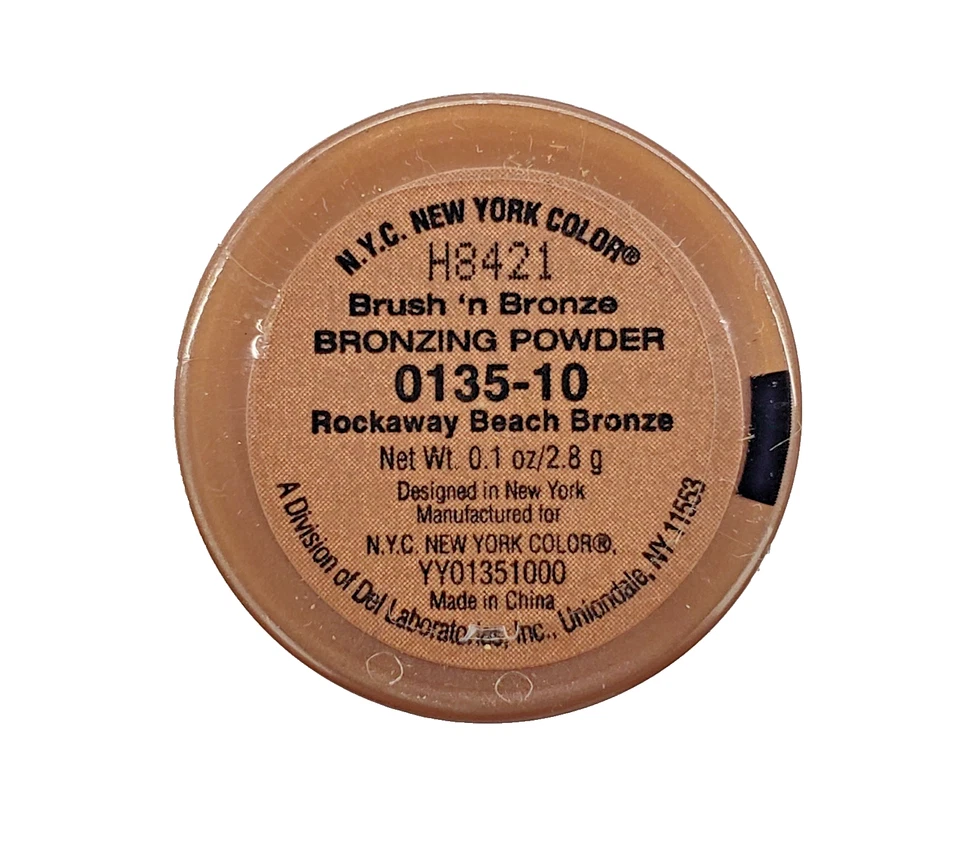 N.Y.C. NEW YORK COLOR®
H8421
Brush 'n Bronze
BRONZING POWDER
0135-10
Rockaway Beach Bronze
Net Wt. 0.1 oz/2.8 g
Designed in New York
Manufactured for
N.Y.C. NEW YORK COLOR®,
YY01351000
Made in China
A Division of Del Laboratories, Inc., Uniondale, NY 11553